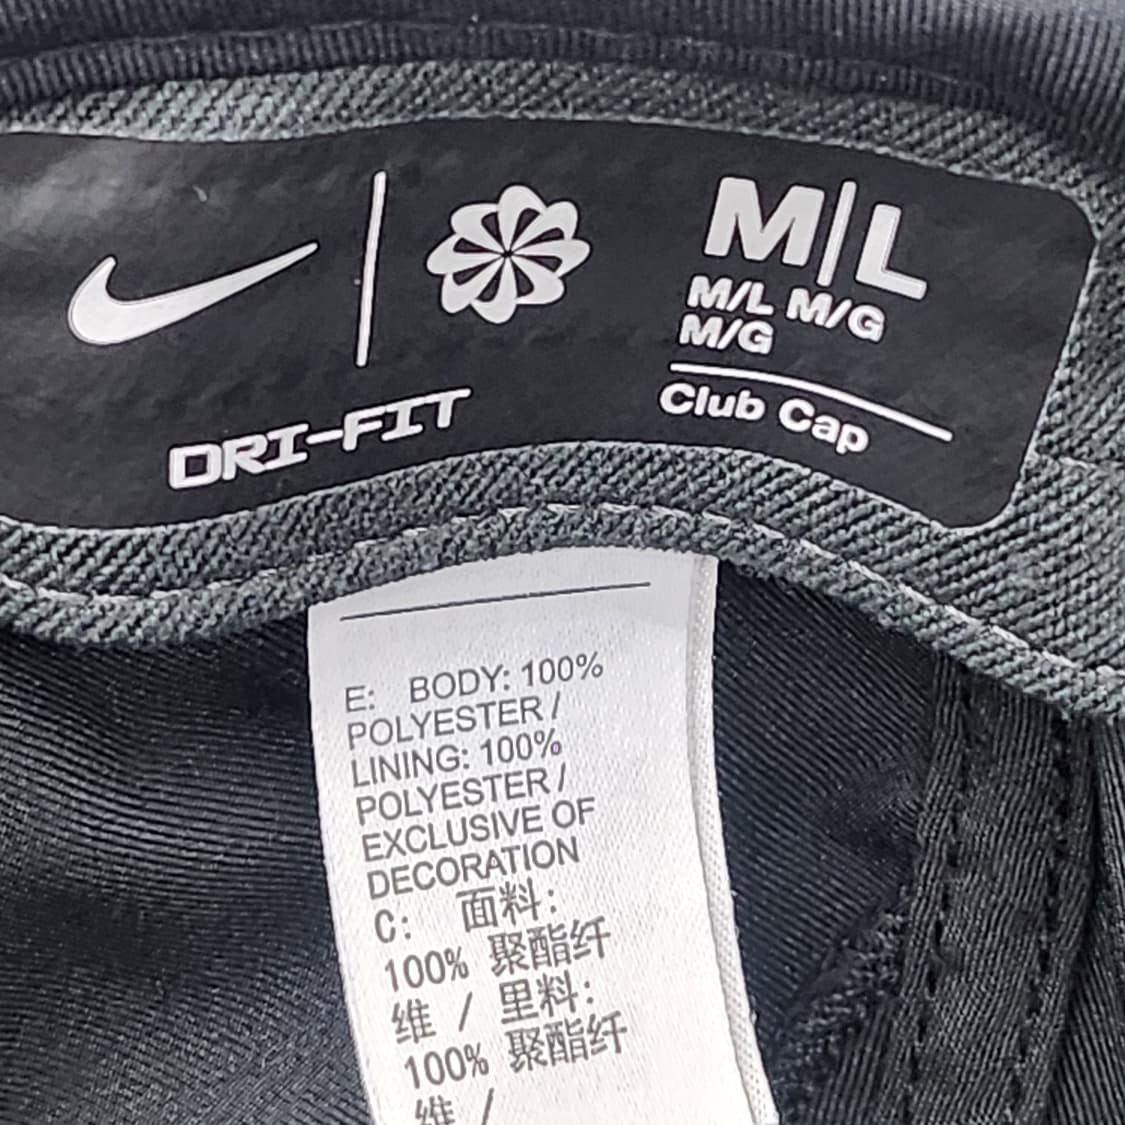 M|L
M/L M/G
M/G
Club Cap
DRI-FIT
E: BODY: 100%
POLYESTER /
LINING: 100%
POLYESTER /
EXCLUSIVE OF
DECORATION
C: 面料:
100% 聚酯纤
维 / 里料:
100% 聚酯纤
维 /